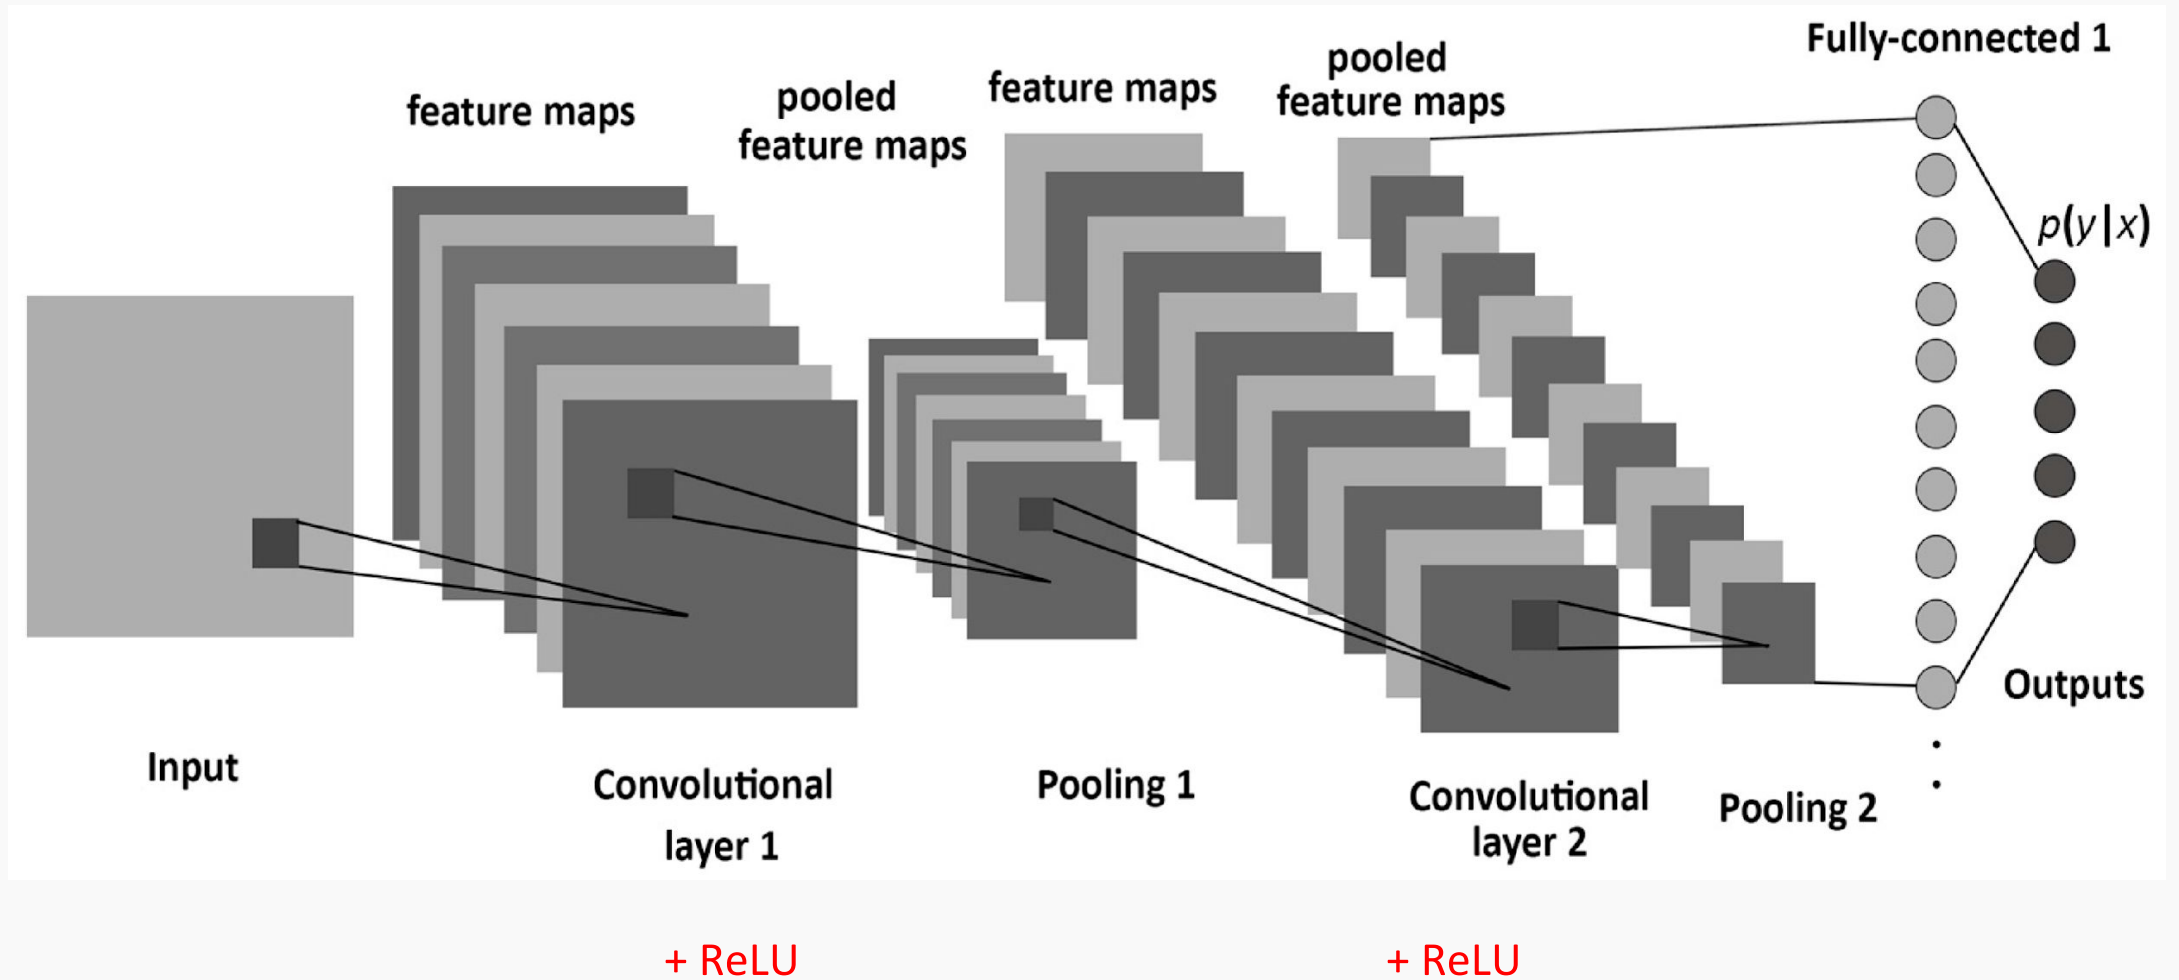 Fully-connected 1
pooled
feature maps
feature maps
pooled
feature maps
feature maps
p(y|x)
Outputs
Input
Convolutional
layer 1
Pooling 1
Convolutional
layer 2
Pooling 2
+ ReLU
+ ReLU